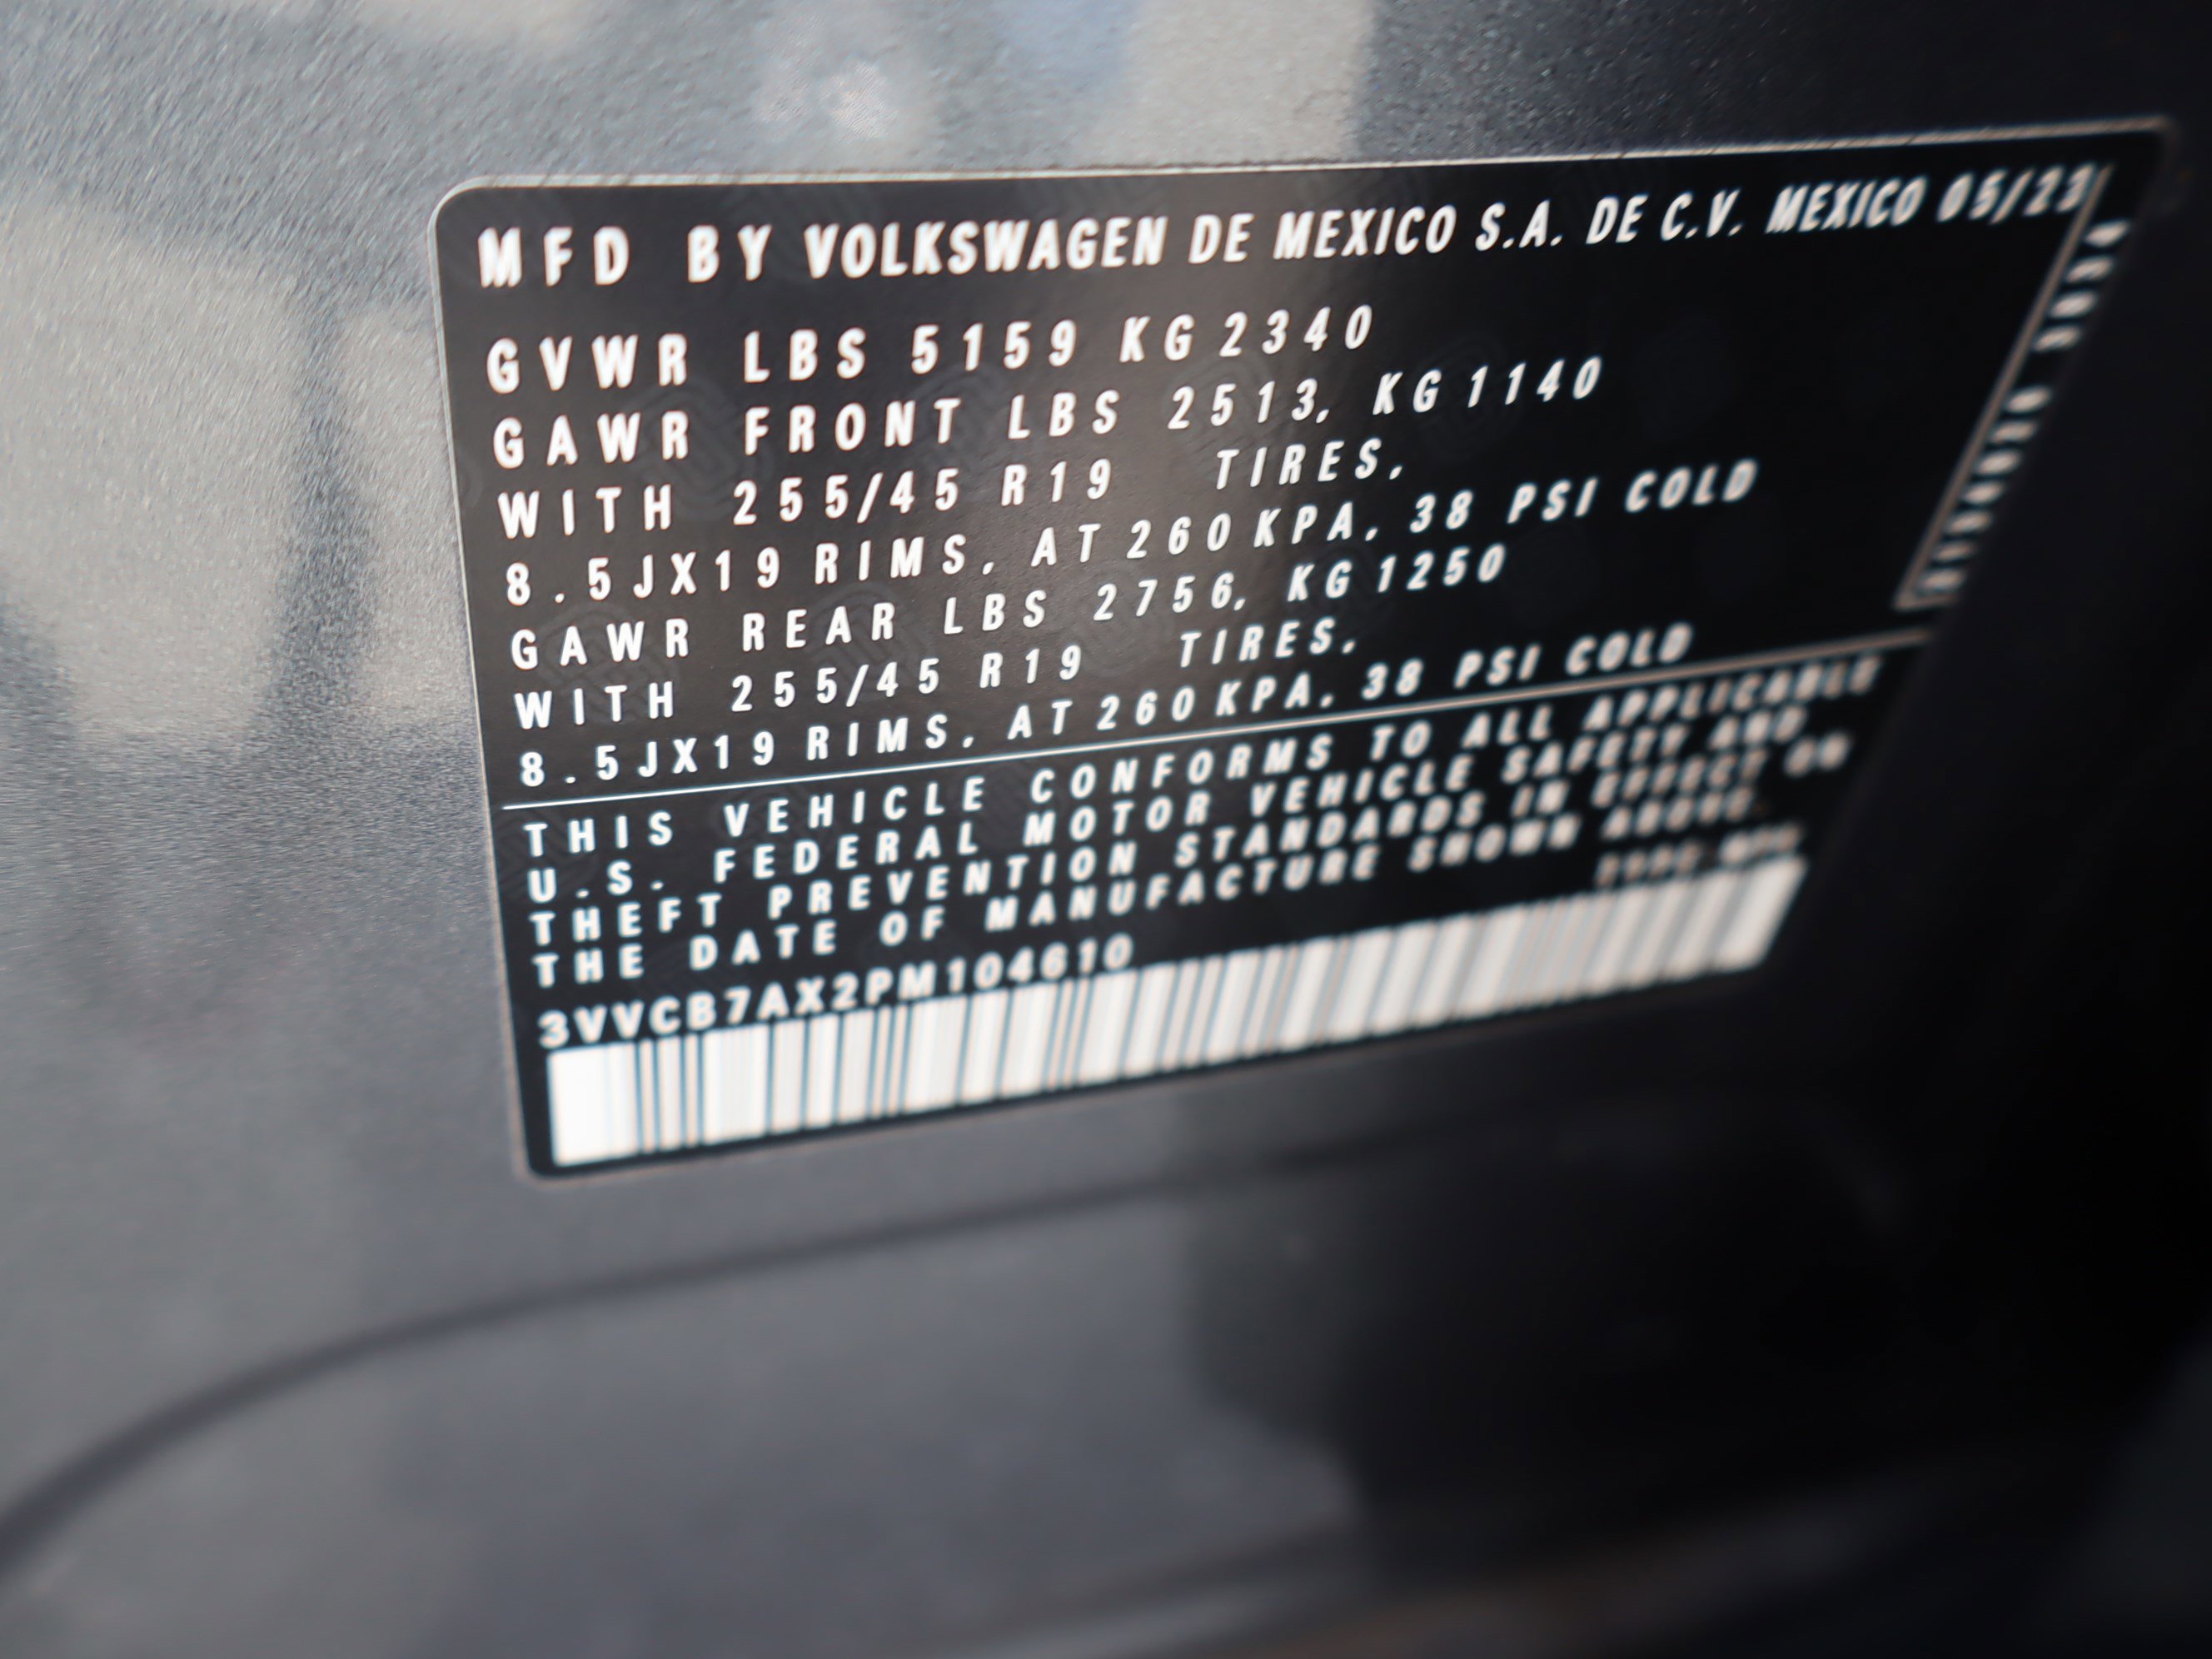 MFD BY VOLKSWAGEN DE MEXICO S.A. DE C.V. MEXICO 05/23
GVWR LBS 5159 KG 2340
GAWR FRONT LBS 2513, KG 1140
WITH 255/45 R19 TIRES,
8.5JX19 RIMS, AT 260 KPA, 38 PSI COLD
GAWR REAR LBS 2756, KG 1250
WITH 255/45 R19 TIRES,
8.5JX19 RIMS, AT 260 KPA, 38 PSI COLD
THIS VEHICLE CONFORMS TO ALL APPLICABLE
U.S. FEDERAL MOTOR VEHICLE SAFETY AND
THEFT PREVENTION STANDARDS IN EFFECT ON
THE DATE OF MANUFACTURE SHOWN ABOVE.
3VVCB7AX2PM104610